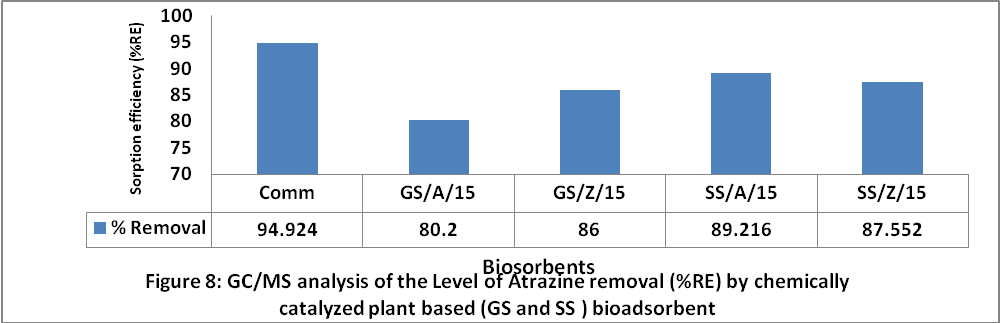 Sorption efficiency (%RE)
100
95
90
85
80
75
70
Comm GS/A/15 GS/Z/15 SS/A/15 SS/Z/15
% Removal 94.924 80.2 86 89.216 87.552
Biosorbents
Figure 8: GC/MS analysis of the Level of Atrazine removal (%RE) by chemically
catalyzed plant based (GS and SS ) bioadsorbent